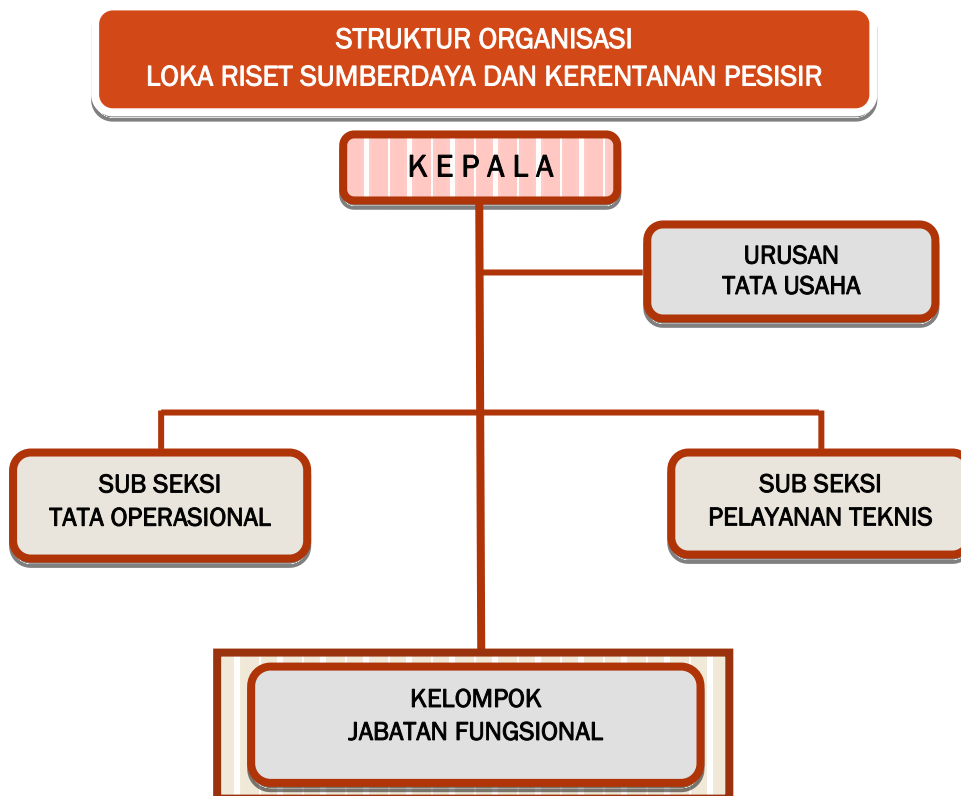 STRUKTUR ORGANISASI
LOKA RISET SUMBERDAYA DAN KERENTANAN PESISIR
K E P A L A
URUSAN
TATA USAHA
SUB SEKSI
TATA OPERASIONAL
SUB SEKSI
PELAYANAN TEKNIS
KELOMPOK
JABATAN FUNGSIONAL